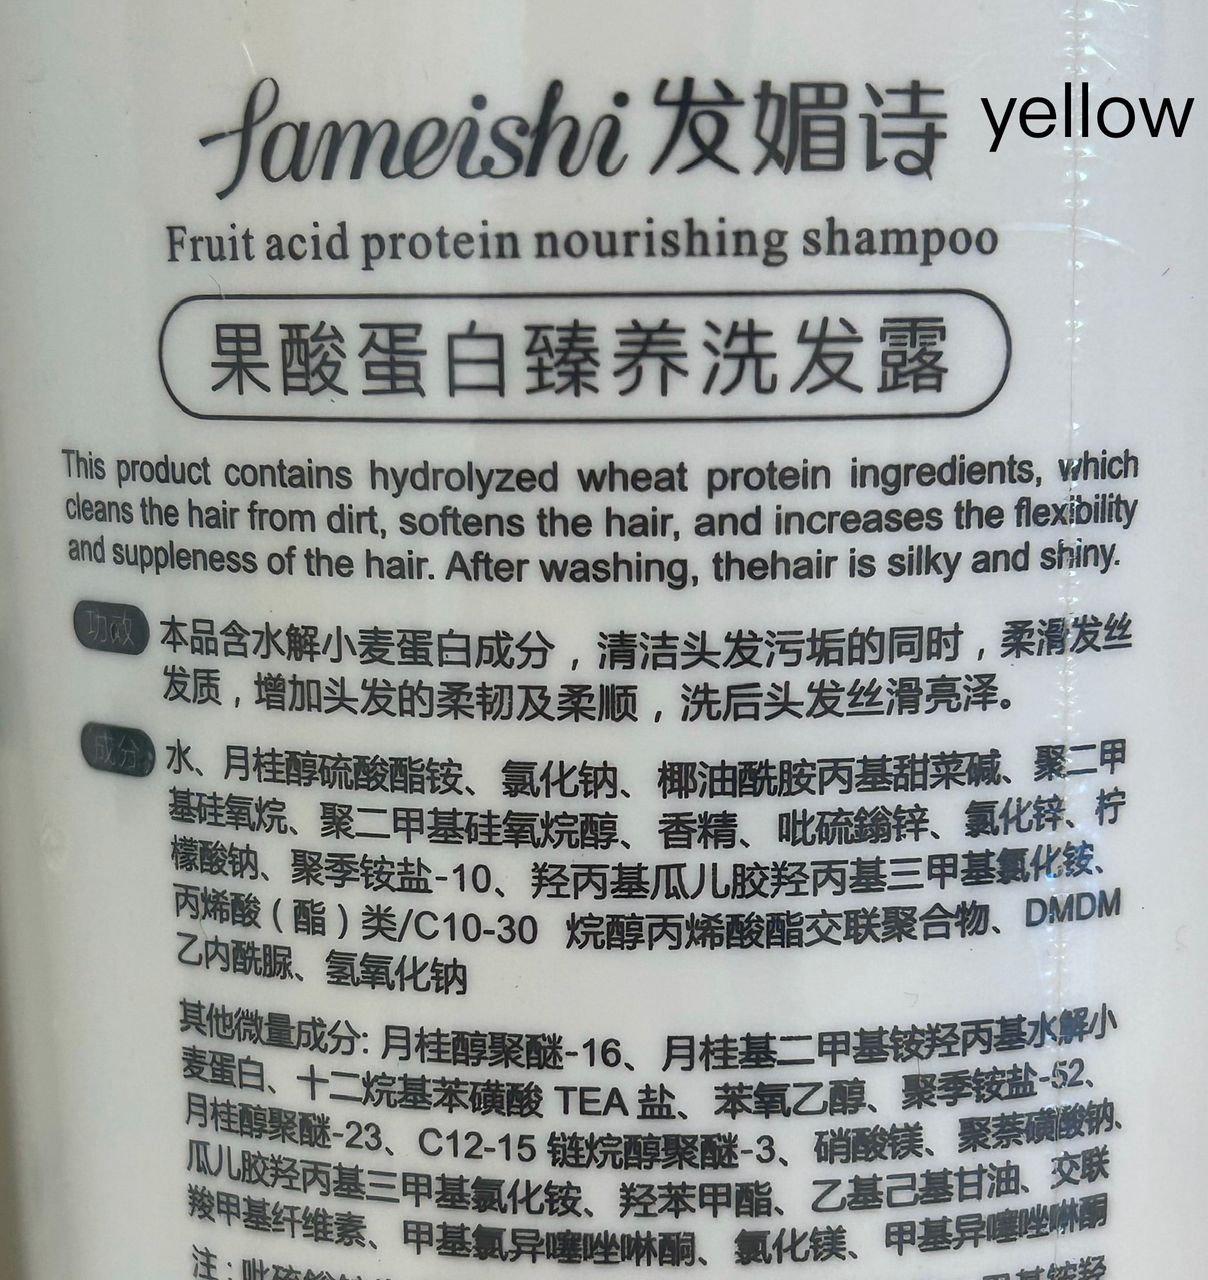 fameishi 发媚诗
yellow
Fruit acid protein nourishing shampoo
果酸蛋白臻养洗发露
This product contains hydrolyzed wheat protein ingredients, which
cleans the hair from dirt, softens the hair, and increases the flexibility
and suppleness of the hair. After washing, thehair is silky and shiny.
功效 本品含水解小麦蛋白成分，清洁头发污垢的同时，柔滑发丝
发质，增加头发的柔韧及柔顺，洗后头发丝滑亮泽。
成分 水、月桂醇硫酸酯铵、氯化钠、椰油酰胺丙基甜菜碱、聚二甲
基硅氧烷、聚二甲基硅氧烷醇、香精、吡硫鎓锌、氯化锌、柠
檬酸钠、聚季铵盐-10、羟丙基瓜儿胶羟丙基三甲基氯化铵、
丙烯酸（酯）类/C10-30 烷醇丙烯酸酯交联聚合物、DMDM
乙内酰脲、氢氧化钠
其他微量成分: 月桂醇聚醚-16、月桂基二甲基铵羟丙基水解小
麦蛋白、十二烷基苯磺酸 TEA 盐、苯氧乙醇、聚季铵盐-52、
月桂醇聚醚-23、C12-15 链烷醇聚醚-3、硝酸镁、聚萘磺酸钠、
瓜儿胶羟丙基三甲基氯化铵、羟苯甲酯、乙基己基甘油、交联
羧甲基纤维素、甲基氯异噻唑啉酮、氯化镁、甲基异噻唑啉酮
注: